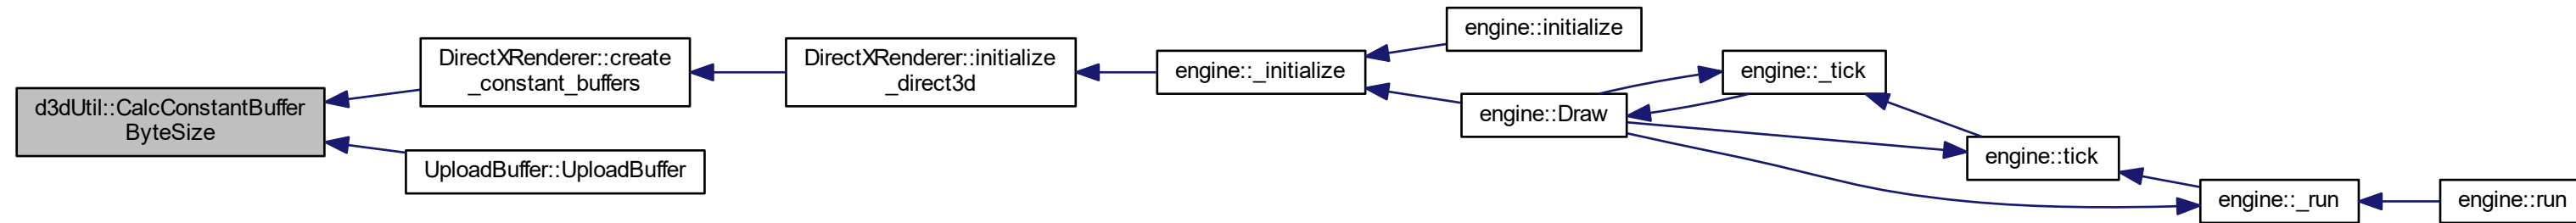 d3dUtil::CalcConstantBuffer
ByteSize
DirectXRenderer::create
_constant_buffers
UploadBuffer::UploadBuffer
DirectXRenderer::initialize
_direct3d
engine::_initialize
engine::initialize
engine::Draw
engine::_tick
engine::tick
engine::_run
engine::run